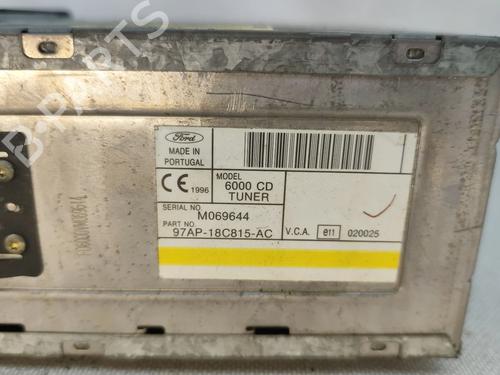 B-PARTS
Ford
MADE IN
PORTUGAL
CE 1996
MODEL
6000 CD
TUNER
SERIAL NO.
M069644
PART NO.
97AP-18C815-AC
V.C.A. e11 020025